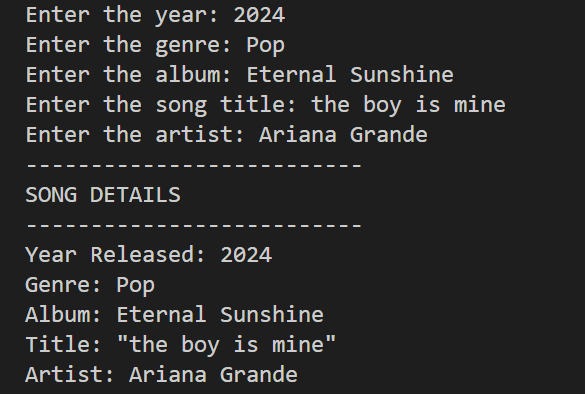 Enter the year: 2024
Enter the genre: Pop
Enter the album: Eternal Sunshine
Enter the song title: the boy is mine
Enter the artist: Ariana Grande
--------------------------
SONG DETAILS
--------------------------
Year Released: 2024
Genre: Pop
Album: Eternal Sunshine
Title: "the boy is mine"
Artist: Ariana Grande